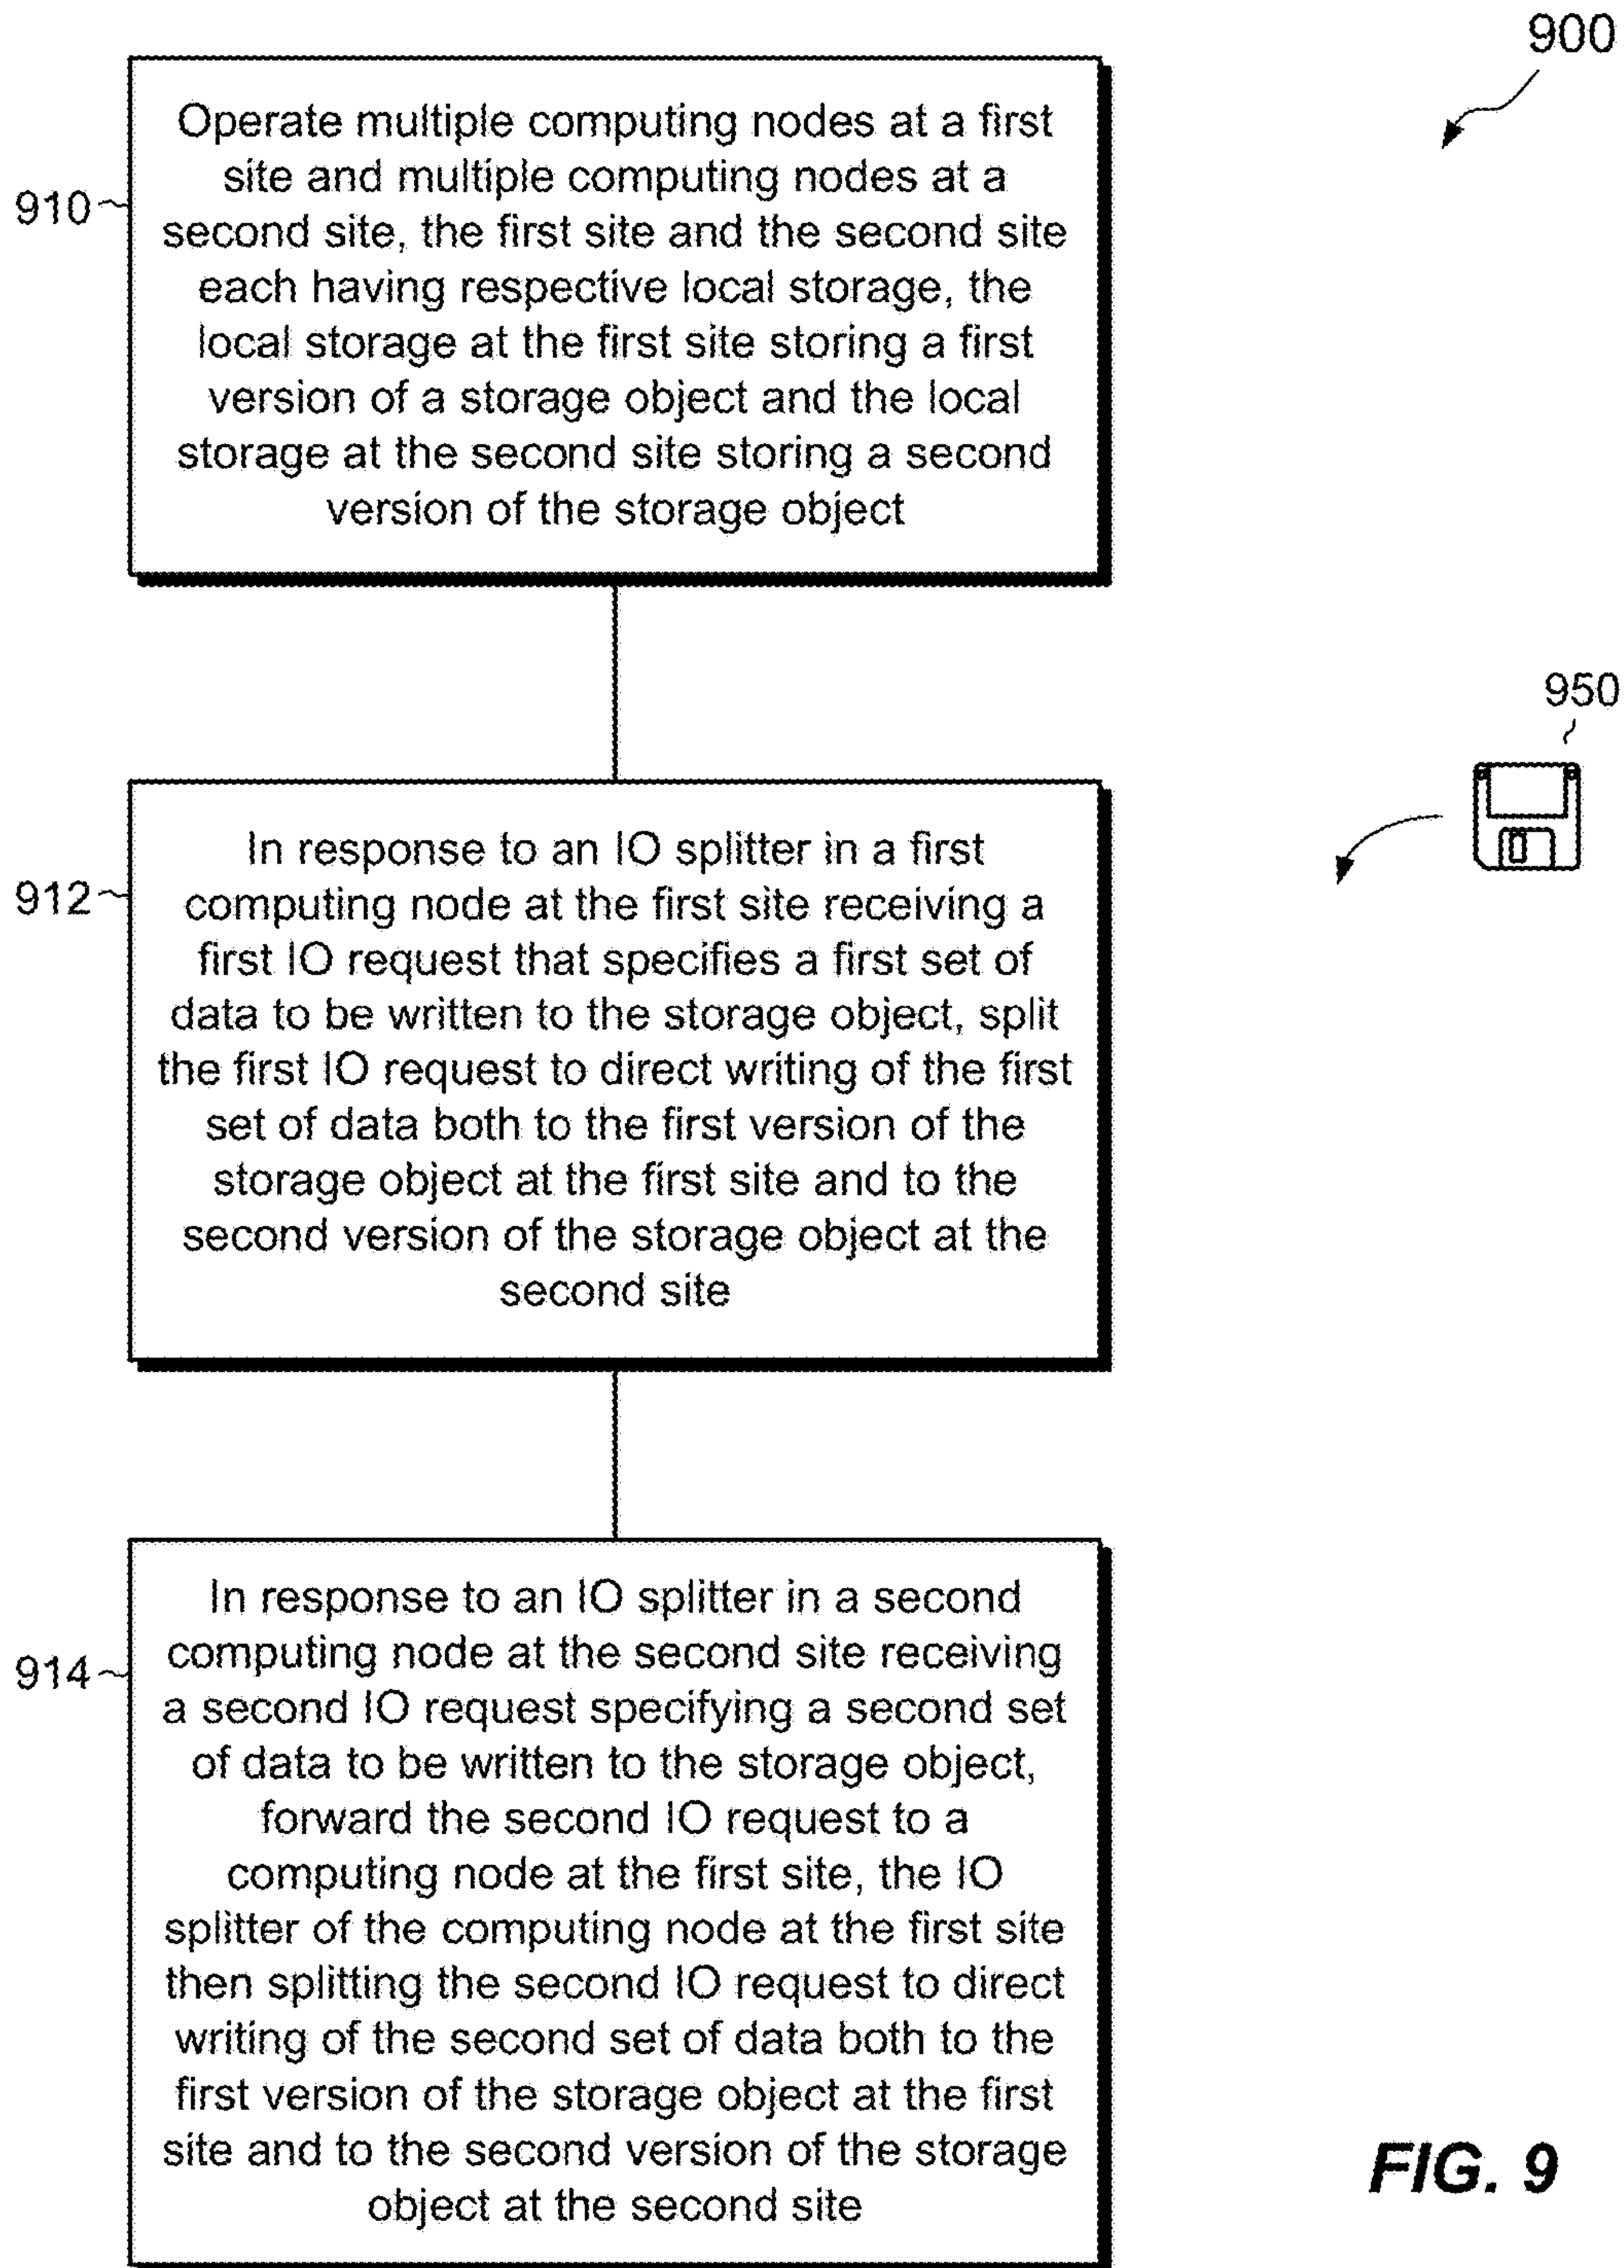 900
Operate multiple computing nodes at a first
site and multiple computing nodes at a
second site, the first site and the second site
each having respective local storage, the
local storage at the first site storing a first
version of a storage object and the local
storage at the second site storing a second
version of the storage object
910
950
In response to an IO splitter in a first
computing node at the first site receiving a
first IO request that specifies a first set of
data to be written to the storage object, split
the first IO request to direct writing of the first
set of data both to the first version of the
storage object at the first site and to the
second version of the storage object at the
second site
912
In response to an IO splitter in a second
computing node at the second site receiving
a second IO request specifying a second set
of data to be written to the storage object,
forward the second IO request to a
computing node at the first site, the IO
splitter of the computing node at the first site
then splitting the second IO request to direct
writing of the second set of data both to the
first version of the storage object at the first
site and to the second version of the storage
object at the second site
914
FIG. 9